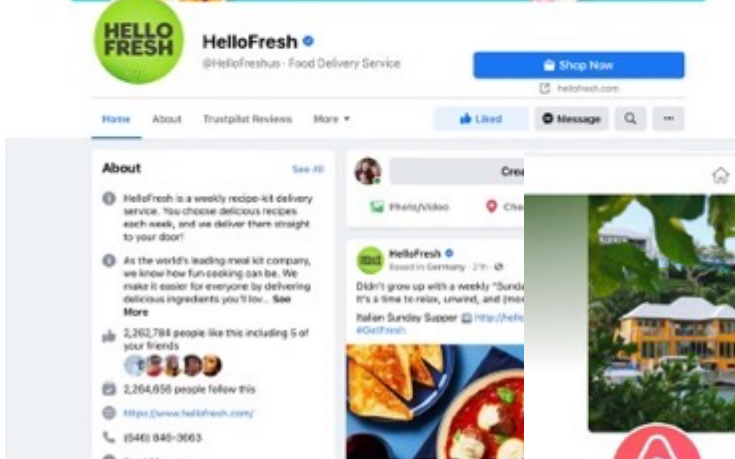 HELLO
FRESH
HelloFresh
@HelloFreshus · Food Delivery Service
Shop Now
hellofresh.com
Home About Trustpilot Reviews More
Liked Message
About See All
HelloFresh is a weekly recipe-kit delivery
service. You choose delicious recipes
each week, and we deliver them straight
to your door!
As the world's leading meal kit company,
we know how fun cooking can be. We
make it easier for everyone by delivering
delicious ingredients you'll lov... See
More
2,262,784 people like this including 5 of
your friends
2,264,656 people follow this
https://www.hellofresh.com/
(646) 846-3663
Crea
Photo/Video Che
HelloFresh
Based in Germany · 21h
Didn't grow up with a weekly "Sunda
It's a time to relax, unwind, and (mos
Italian Sunday Supper http://hello
#GetFresh